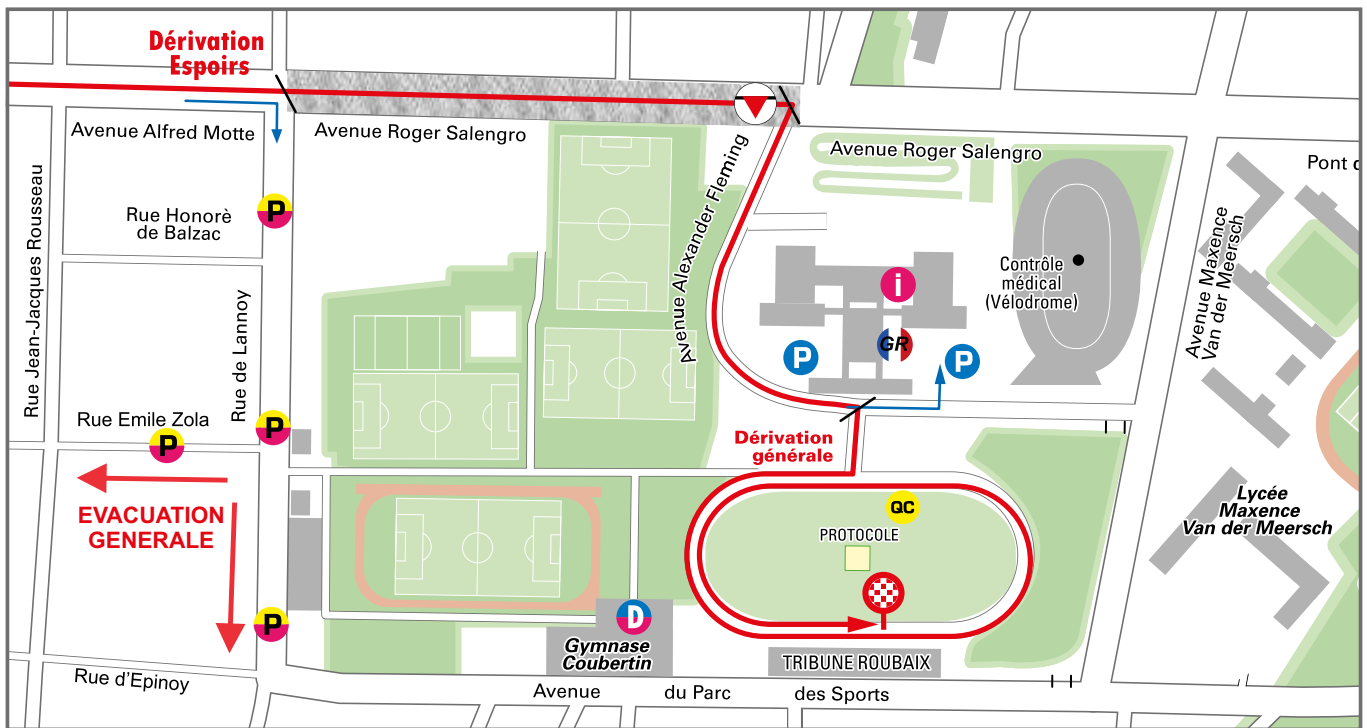 Dérivation
Espoirs
Avenue Alfred Motte
Avenue Roger Salengro
Avenue Roger Salengro
Pont d
Rue Jean-Jacques Rousseau
P
Rue Honorè
de Balzac
Avenue Alexander Fleming
Avenue Maxence
Van der Meersch
i
Contrôle
médical
(Vélodrome)
GR
P
P
Rue de Lannoy
Rue Emile Zola
P
P
Dérivation
générale
EVACUATION
GENERALE
QC
PROTOCOLE
Lycée
Maxence
Van der Meersch
P
D
Gymnase
Coubertin
TRIBUNE ROUBAIX
Rue d'Epinoy
Avenue du Parc des Sports